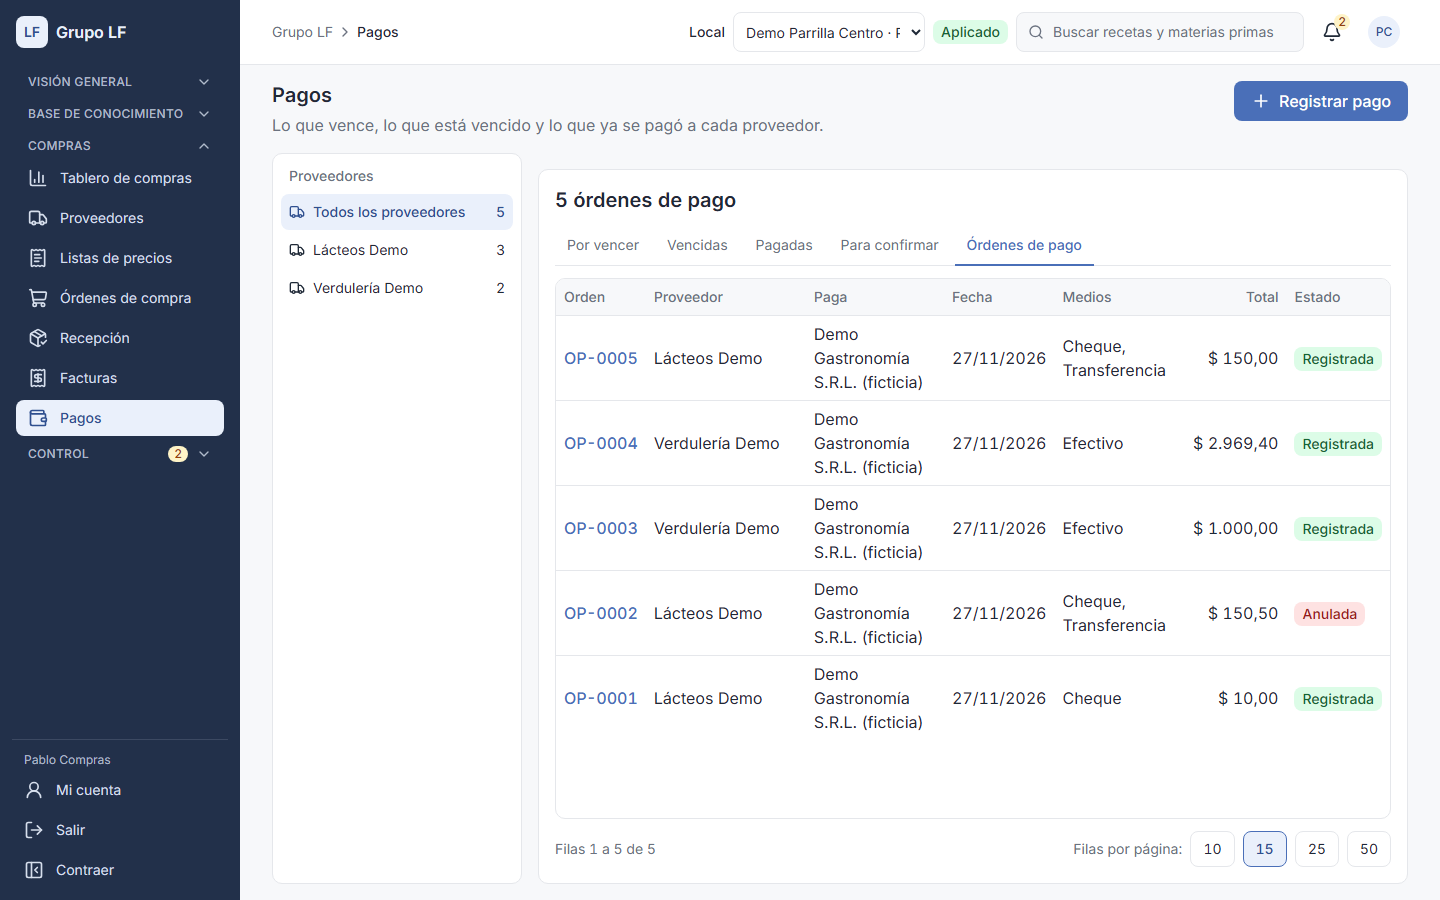 LF Grupo LF
VISIÓN GENERAL
BASE DE CONOCIMIENTO
COMPRAS
Tablero de compras
Proveedores
Listas de precios
Órdenes de compra
Recepción
Facturas
Pagos
CONTROL 2
Pablo Compras
Mi cuenta
Salir
Contraer
Grupo LF > Pagos
Local
Demo Parrilla Centro ·
Aplicado
Buscar recetas y materias primas
2
PC
Pagos
Lo que vence, lo que está vencido y lo que ya se pagó a cada proveedor.
+ Registrar pago
Proveedores
Todos los proveedores 5
Lácteos Demo 3
Verdulería Demo 2
5 órdenes de pago
Por vencer Vencidas Pagadas Para confirmar Órdenes de pago
Orden Proveedor Paga Fecha Medios Total Estado
OP-0005 Lácteos Demo Demo Gastronomía S.R.L. (ficticia) 27/11/2026 Cheque, Transferencia $ 150,00 Registrada
OP-0004 Verdulería Demo Demo Gastronomía S.R.L. (ficticia) 27/11/2026 Efectivo $ 2.969,40 Registrada
OP-0003 Verdulería Demo Demo Gastronomía S.R.L. (ficticia) 27/11/2026 Efectivo $ 1.000,00 Registrada
OP-0002 Lácteos Demo Demo Gastronomía S.R.L. (ficticia) 27/11/2026 Cheque, Transferencia $ 150,50 Anulada
OP-0001 Lácteos Demo Demo Gastronomía S.R.L. (ficticia) 27/11/2026 Cheque $ 10,00 Registrada
Filas 1 a 5 de 5
Filas por página: 10 15 25 50